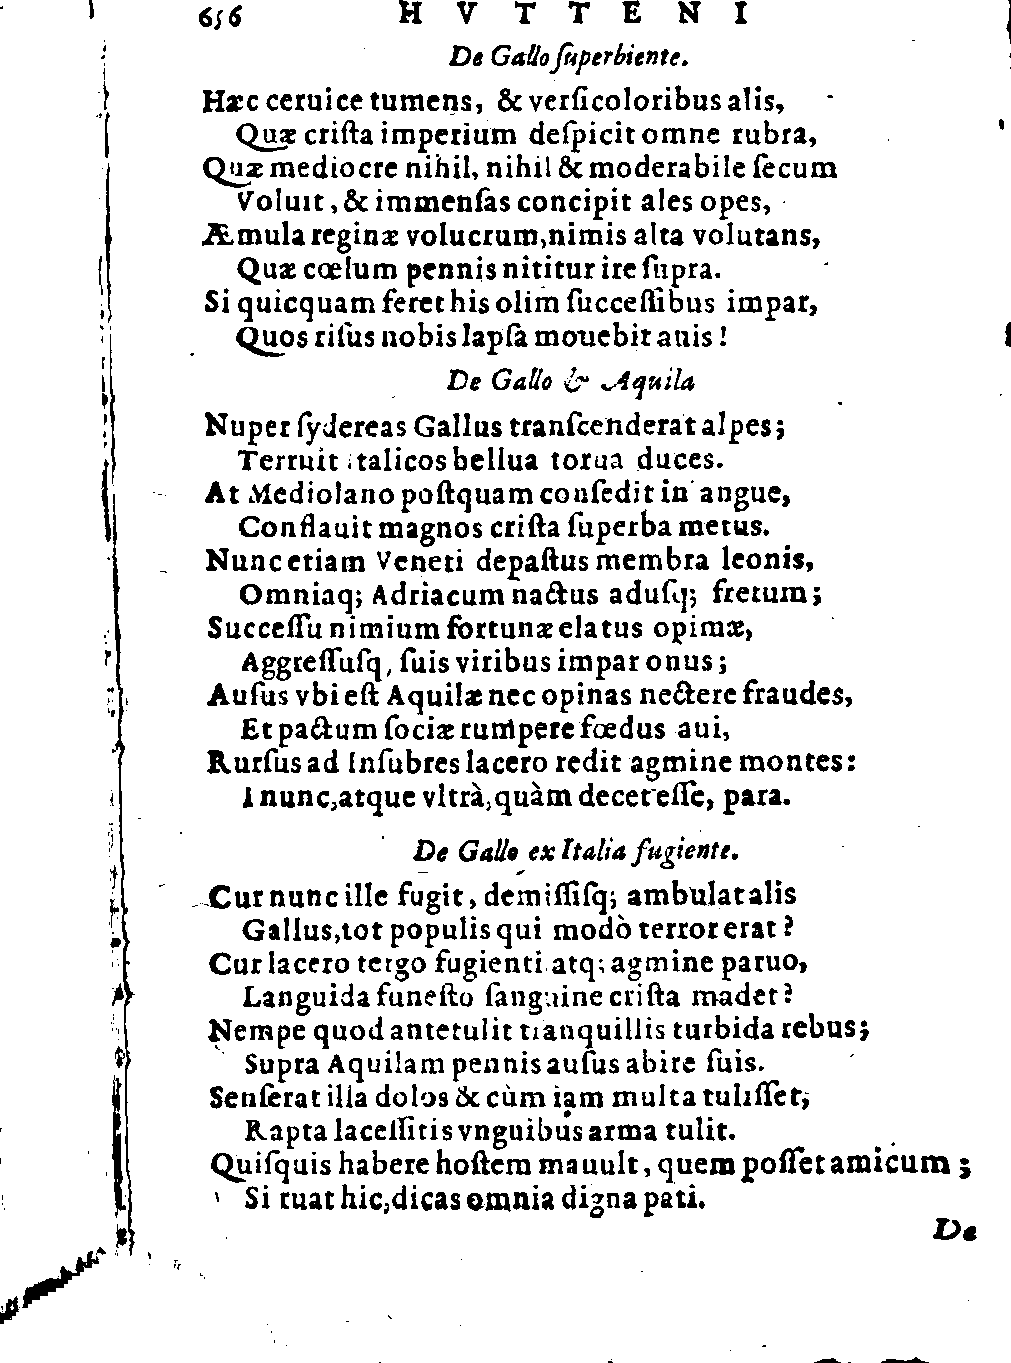 656 H V T T E N I
De Gallo ſuperbiente.
Hæc ceruice tumens, & verſicoloribus alis,
Quæ criſta imperium deſpicit omne rubra,
Quæ mediocre nihil, nihil & moderabile ſecum
Voluit, & immenſas concipit ales opes,
Æmula reginæ volucrum, nimis alta volutans,
Quæ cœlum pennis nititur ire ſupra.
Si quicquam feret his olim ſucceſſibus impar,
Quos riſus nobis lapſa mouebit auis!
De Gallo & Aquila
Nuper ſydereas Gallus tranſcenderat alpes;
Terruit italicos bellua torua duces.
At Mediolano poſtquam conſedit in angue,
Conflauit magnos criſta ſuperba metus.
Nunc etiam Veneti depaſtus membra leonis,
Omniaq; Adriacum nactus aduſq; fretum;
Succeſſu nimium fortunæ elatus opimæ,
Aggreſſuſq, ſuis viribus impar onus;
Auſus vbi eſt Aquilæ nec opinas nectere fraudes,
Et pactum ſociæ rumpere fœdus aui,
Rurſus ad Inſubres lacero redit agmine montes:
I nunc, atque vltrà, quàm decet eſſe, para.
De Gallo ex Italia fugiente.
Cur nunc ille fugit, demiſſiſq; ambulat alis
Gallus, tot populis qui modò terror erat?
Cur lacero tergo fugienti atq; agmine paruo,
Languida funeſto ſanguine criſta madet?
Nempe quod antetulit tranquillis turbida rebus;
Supra Aquilam pennis auſus abire ſuis.
Senſerat illa dolos & cùm iam multa tuliſſet,
Rapta laceſſitis vnguibus arma tulit.
Quiſquis habere hoſtem mauult, quem poſſet amicum;
Si ruat hic, dicas omnia digna pati.
De